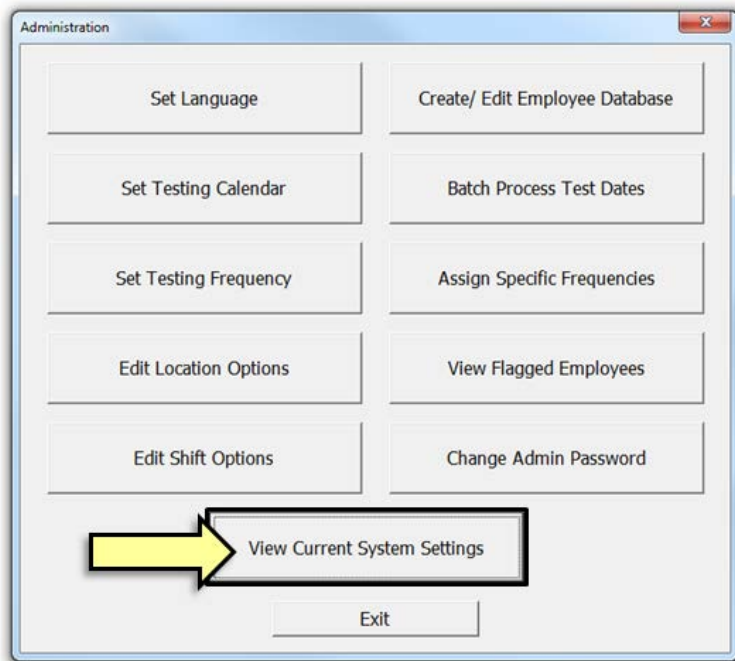 Administration
Set Language
Create/ Edit Employee Database
Set Testing Calendar
Batch Process Test Dates
Set Testing Frequency
Assign Specific Frequencies
Edit Location Options
View Flagged Employees
Edit Shift Options
Change Admin Password
View Current System Settings
Exit